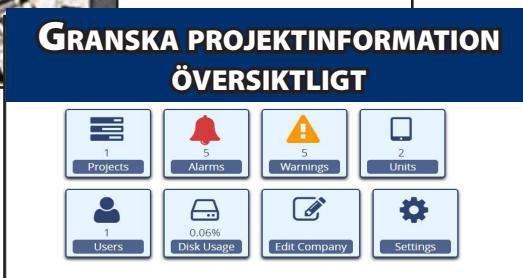 GRANSKA PROJEKTINFORMATION
ÖVERSIKTLIGT
1 5 5 2
Projects Alarms Warnings Units
1 0.06%
Users Disk Usage Edit Company Settings